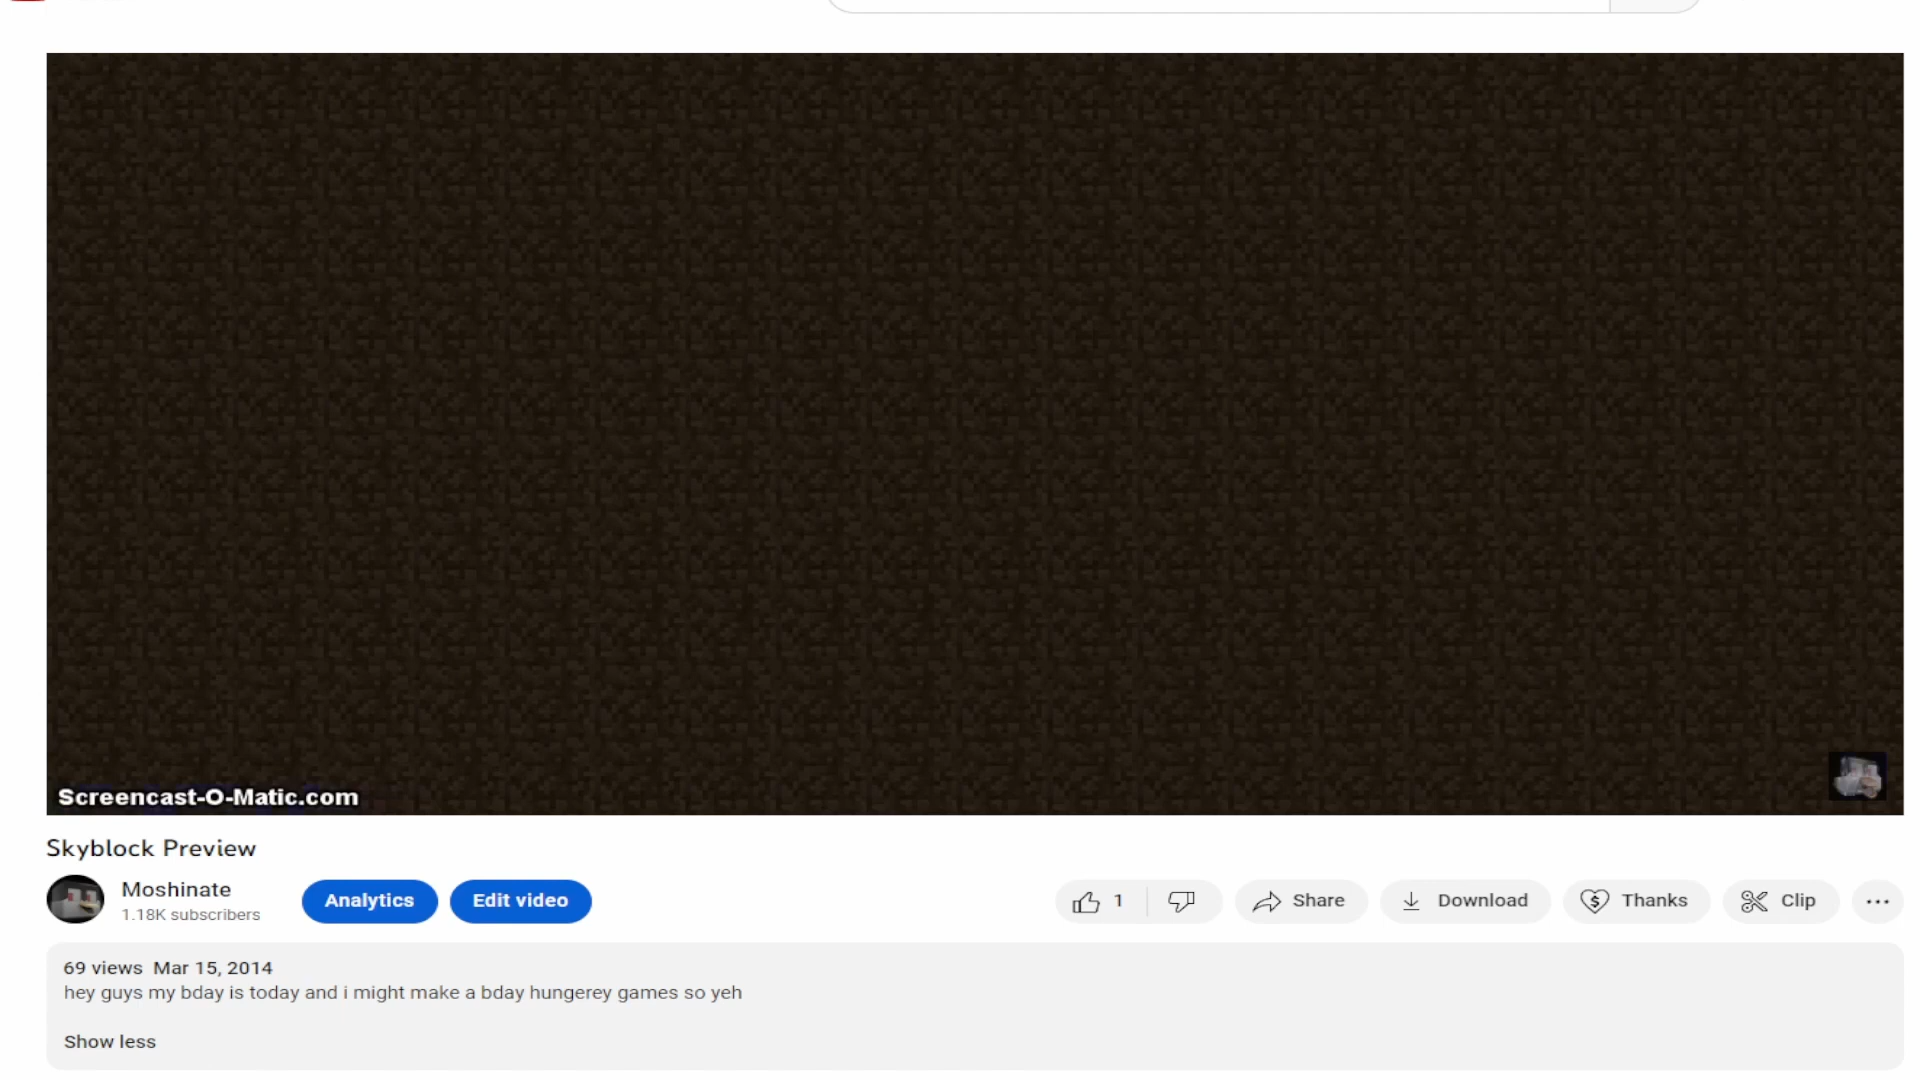 Screencast-O-Matic.com
Skyblock Preview
Moshinate
1.18K subscribers
Analytics
Edit video
1
Share
Download
Thanks
Clip
69 views Mar 15, 2014
hey guys my bday is today and i might make a bday hungerey games so yeh
Show less